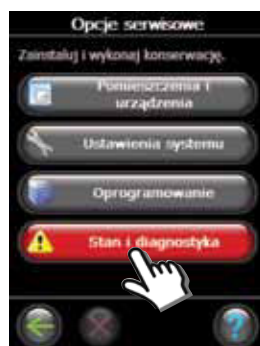 Opcje serwisowe
Zainstaluj i wykonaj konserwację.
Pomieszczenia i
urządzenia
Ustawienia systemu
Oprogramowanie
Stan i diagnostyka
?